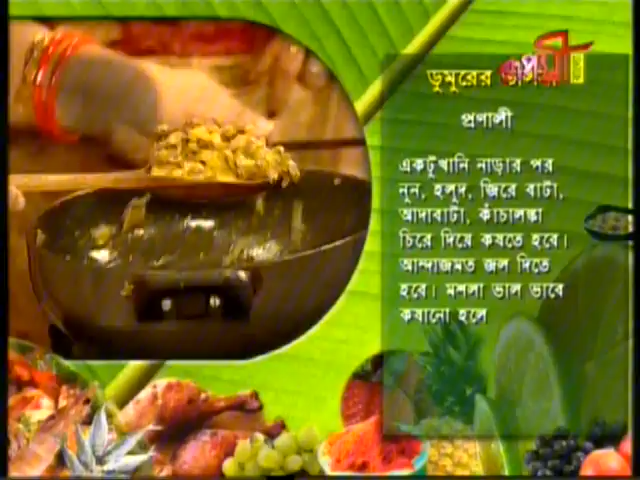 ডুমুরের
প্রণালী
একটুখানি নাড়ার পর
নুন, হলুদ, জিরে বাটা,
আদাবাটা, কাঁচালঙ্কা
চিরে দিয়ে কষতে হবে।
আন্দাজমত জল দিতে
হবে। মশলা ভাল ভাবে
কষানো হলে